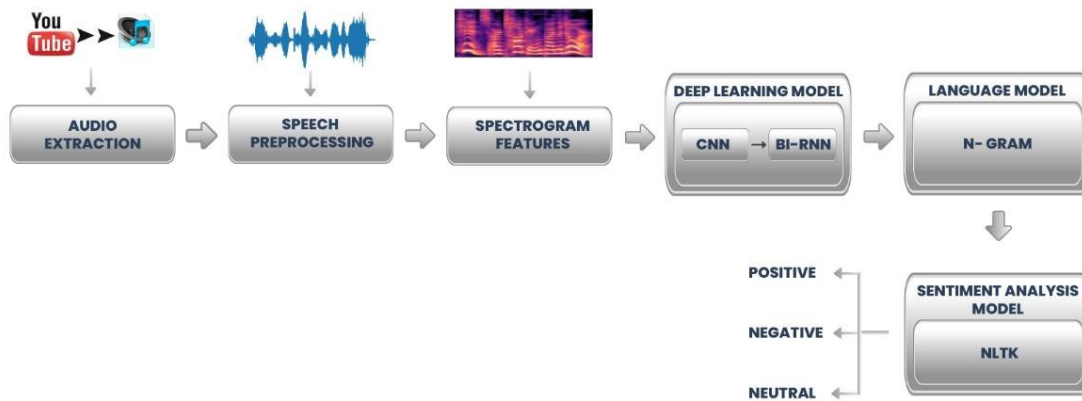 You
Tube
AUDIO
EXTRACTION
SPEECH
PREPROCESSING
SPECTROGRAM
FEATURES
DEEP LEARNING MODEL
CNN
BI-RNN
LANGUAGE MODEL
N- GRAM
SENTIMENT ANALYSIS
MODEL
NLTK
POSITIVE
NEGATIVE
NEUTRAL